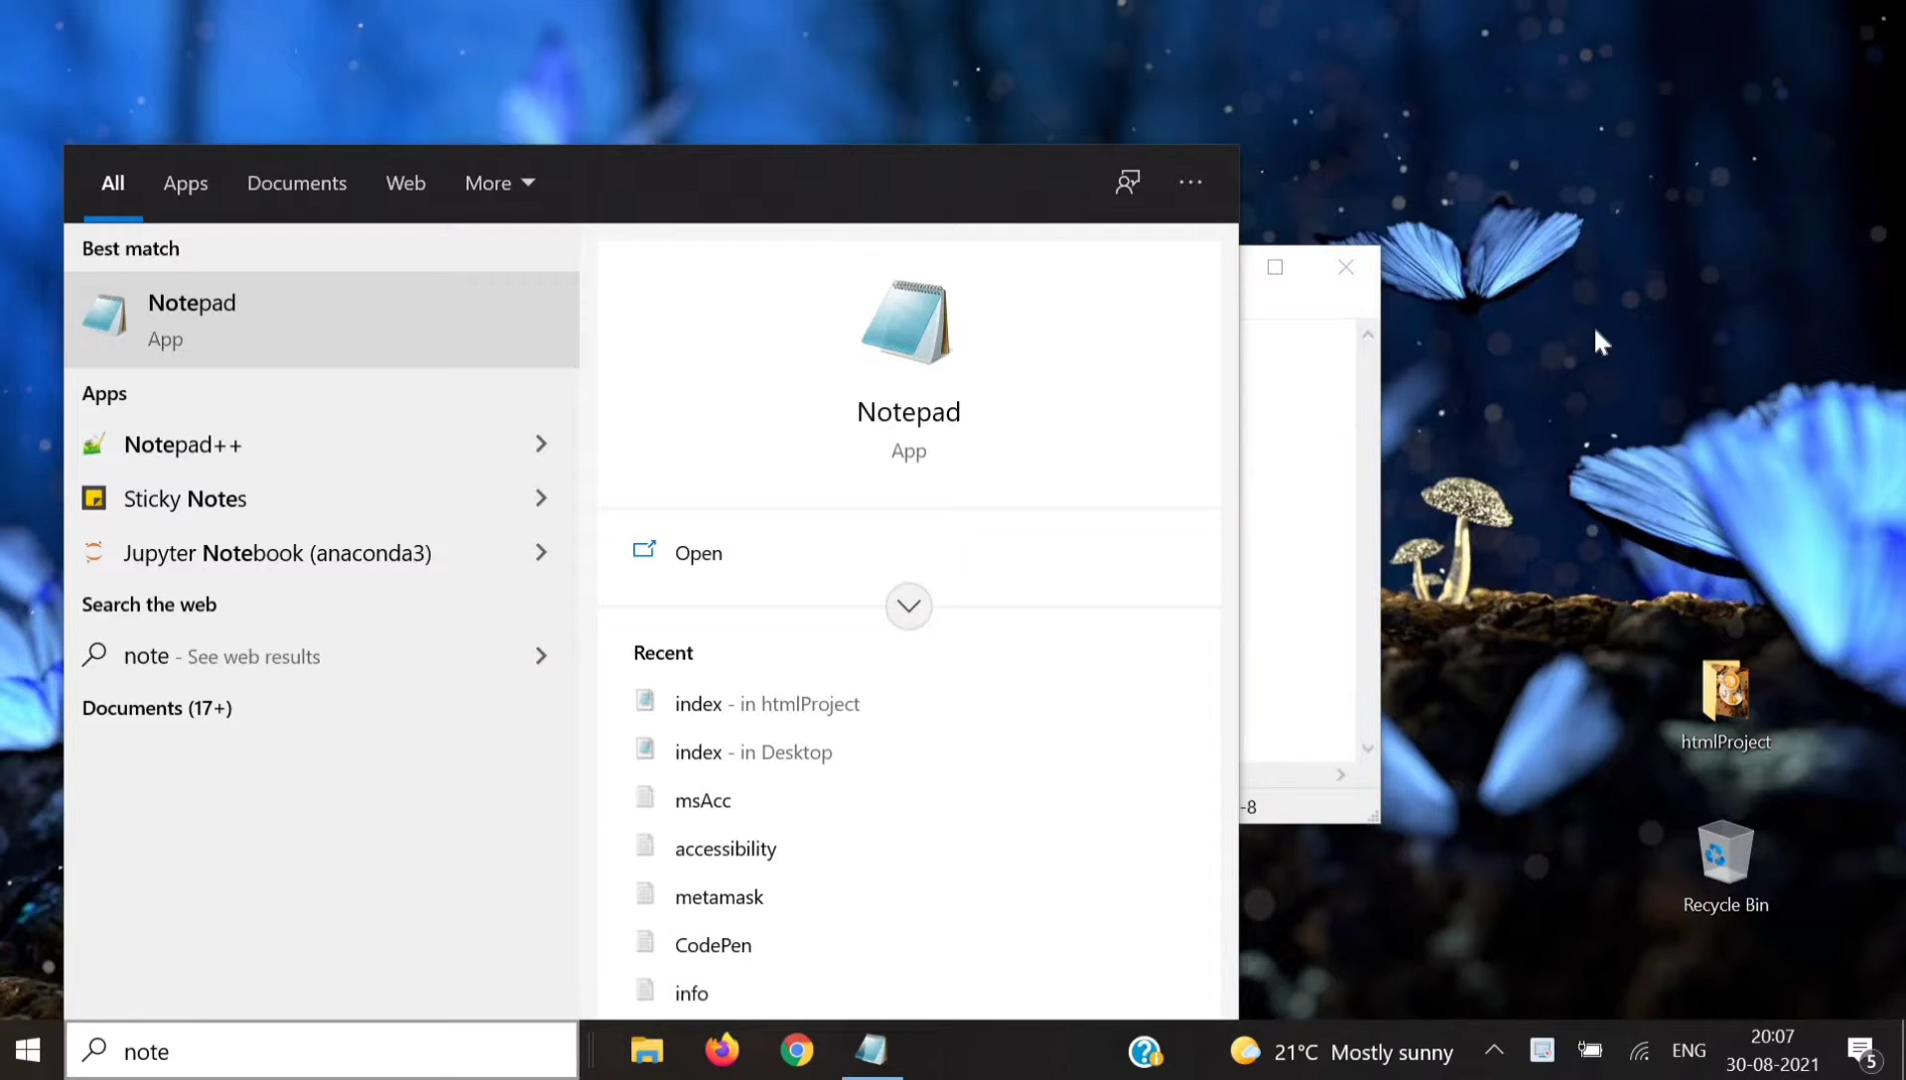 All Apps Documents Web More
Best match
Notepad
App
Apps
Notepad++
Sticky Notes
Jupyter Notebook (anaconda3)
Search the web
note - See web results
Documents (17+)
Notepad
App
Open
Recent
index - in htmlProject
index - in Desktop
msAcc
accessibility
metamask
CodePen
info
-8
htmlProject
Recycle Bin
note
21°C Mostly sunny
ENG
20:07
30-08-2021
5